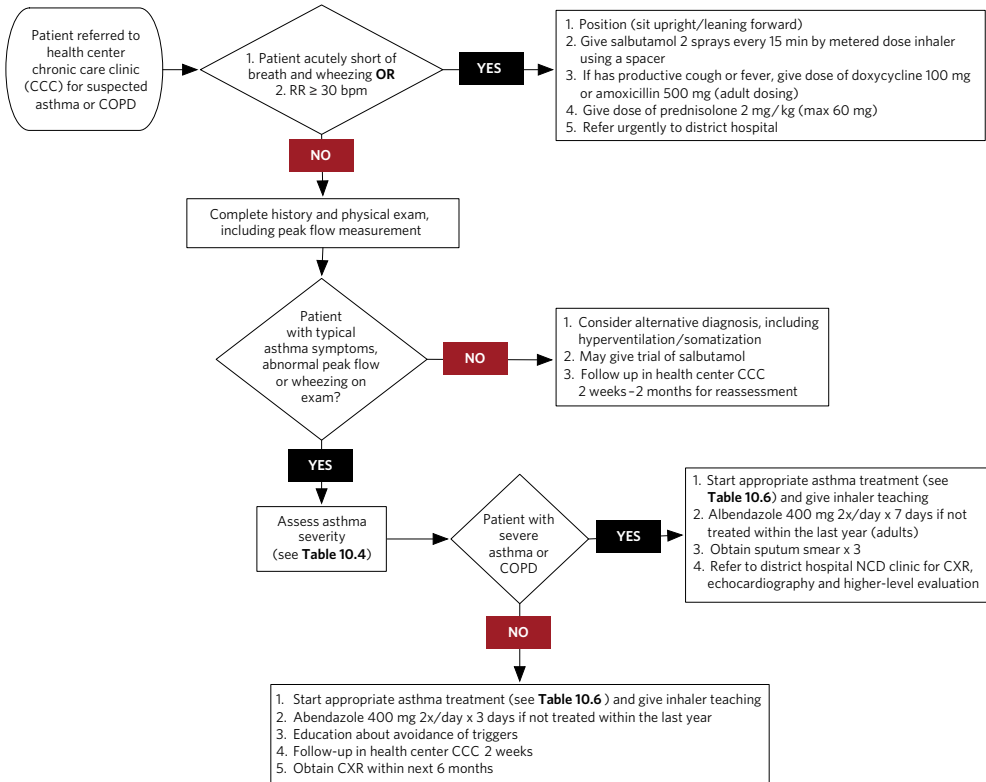 Patient referred to
health center
chronic care clinic
(CCC) for suspected
asthma or COPD
1. Patient acutely short of
breath and wheezing OR
2. RR ≥ 30 bpm
YES
1. Position (sit upright/leaning forward)
2. Give salbutamol 2 sprays every 15 min by metered dose inhaler
using a spacer
3. If has productive cough or fever, give dose of doxycycline 100 mg
or amoxicillin 500 mg (adult dosing)
4. Give dose of prednisolone 2 mg/kg (max 60 mg)
5. Refer urgently to district hospital
NO
Complete history and physical exam,
including peak flow measurement
Patient
with typical
asthma symptoms,
abnormal peak flow
or wheezing on
exam?
NO
1. Consider alternative diagnosis, including
hyperventilation/somatization
2. May give trial of salbutamol
3. Follow up in health center CCC
2 weeks–2 months for reassessment
YES
Assess asthma
severity
(see Table 10.4)
Patient with
severe
asthma or
COPD
YES
1. Start appropriate asthma treatment (see
Table 10.6) and give inhaler teaching
2. Albendazole 400 mg 2x/day x 7 days if not
treated within the last year (adults)
3. Obtain sputum smear x 3
4. Refer to district hospital NCD clinic for CXR,
echocardiography and higher-level evaluation
NO
1. Start appropriate asthma treatment (see Table 10.6 ) and give inhaler teaching
2. Abendazole 400 mg 2x/day x 3 days if not treated within the last year
3. Education about avoidance of triggers
4. Follow-up in health center CCC 2 weeks
5. Obtain CXR within next 6 months